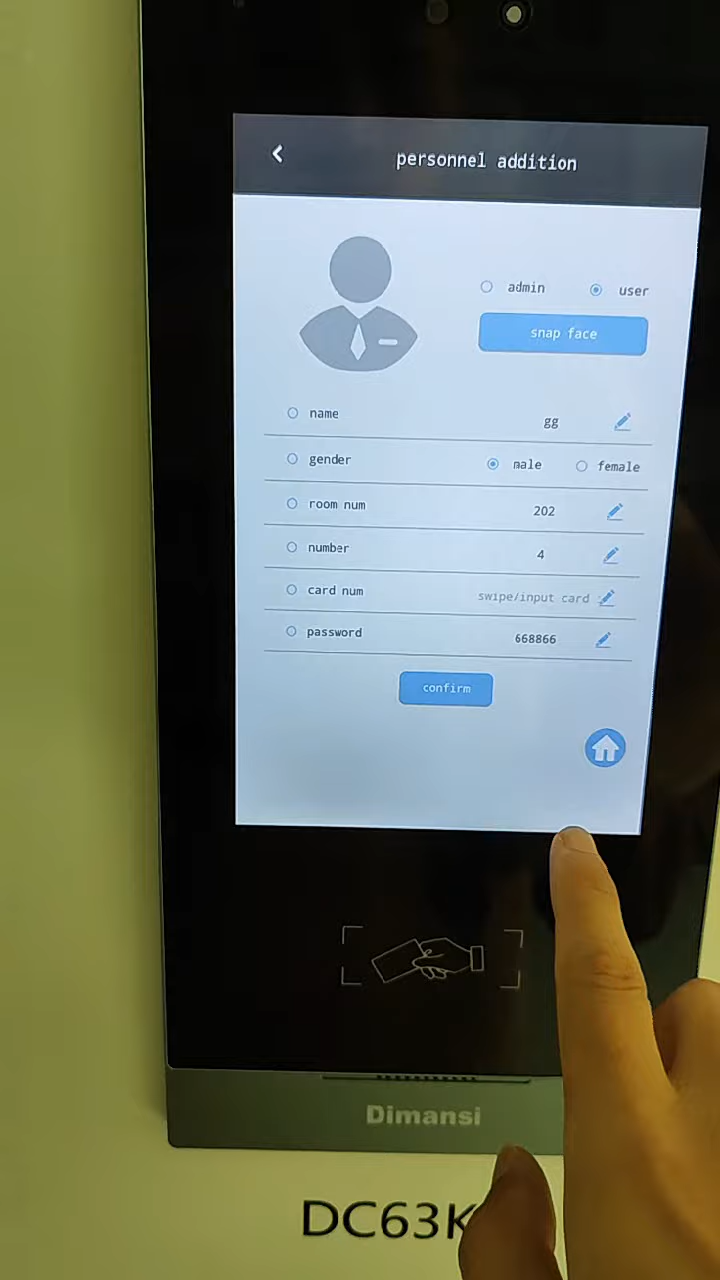 personnel addition
admin user
snap face
name gg
gender male female
room num 202
number 4
card num swipe/input card
password 668866
confirm
Dimansi
DC63K